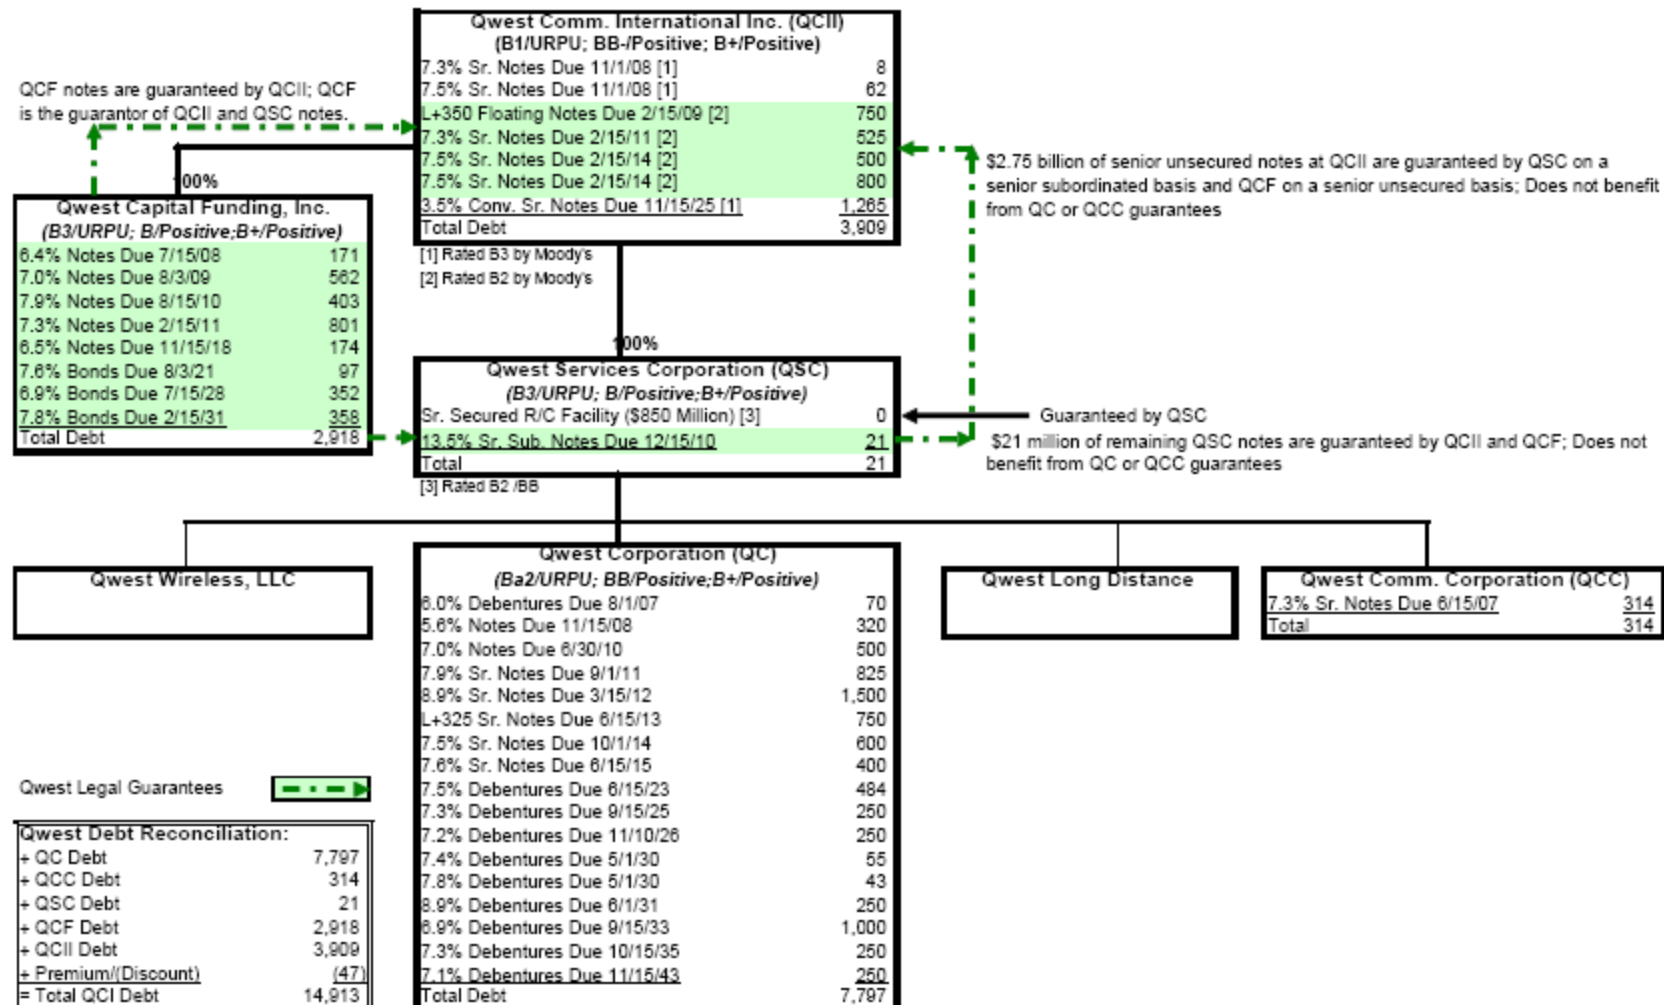 Qwest Comm. International Inc. (QCII)
(B1/URPU; BB-/Positive; B+/Positive)
7.3% Sr. Notes Due 11/1/08 [1] 8
7.5% Sr. Notes Due 11/1/08 [1] 62
L+350 Floating Notes Due 2/15/09 [2] 750
7.3% Sr. Notes Due 2/15/11 [2] 525
7.5% Sr. Notes Due 2/15/14 [2] 500
7.5% Sr. Notes Due 2/15/14 [2] 800
3.5% Conv. Sr. Notes Due 11/15/25 [1] 1,265
Total Debt 3,909
[1] Rated B3 by Moody's
[2] Rated B2 by Moody's
QCF notes are guaranteed by QCII; QCF
is the guarantor of QCII and QSC notes.
00%
Qwest Capital Funding, Inc.
(B3/URPU; B/Positive;B+/Positive)
6.4% Notes Due 7/15/08 171
7.0% Notes Due 8/3/09 562
7.9% Notes Due 8/15/10 403
7.3% Notes Due 2/15/11 801
6.5% Notes Due 11/15/18 174
7.6% Bonds Due 8/3/21 97
6.9% Bonds Due 7/15/28 352
7.8% Bonds Due 2/15/31 358
Total Debt 2,918
$2.75 billion of senior unsecured notes at QCII are guaranteed by QSC on a
senior subordinated basis and QCF on a senior unsecured basis; Does not benefit
from QC or QCC guarantees
100%
Qwest Services Corporation (QSC)
(B3/URPU; B/Positive;B+/Positive)
Sr. Secured R/C Facility ($850 Million) [3] 0
13.5% Sr. Sub. Notes Due 12/15/10 21
Total 21
[3] Rated B2 /BB
Guaranteed by QSC
$21 million of remaining QSC notes are guaranteed by QCII and QCF; Does not
benefit from QC or QCC guarantees
Qwest Wireless, LLC
Qwest Corporation (QC)
(Ba2/URPU; BB/Positive;B+/Positive)
6.0% Debentures Due 8/1/07 70
5.6% Notes Due 11/15/08 320
7.0% Notes Due 6/30/10 500
7.9% Sr. Notes Due 9/1/11 825
8.9% Sr. Notes Due 3/15/12 1,500
L+325 Sr. Notes Due 6/15/13 750
7.5% Sr. Notes Due 10/1/14 600
7.6% Sr. Notes Due 6/15/15 400
7.5% Debentures Due 6/15/23 484
7.3% Debentures Due 9/15/25 250
7.2% Debentures Due 11/10/26 250
7.4% Debentures Due 5/1/30 55
7.8% Debentures Due 5/1/30 43
8.9% Debentures Due 6/1/31 250
6.9% Debentures Due 9/15/33 1,000
7.3% Debentures Due 10/15/35 250
7.1% Debentures Due 11/15/43 250
Total Debt 7,797
Qwest Long Distance
Qwest Comm. Corporation (QCC)
7.3% Sr. Notes Due 6/15/07 314
Total 314
Qwest Legal Guarantees
Qwest Debt Reconciliation:
+ QC Debt 7,797
+ QCC Debt 314
+ QSC Debt 21
+ QCF Debt 2,918
+ QCII Debt 3,909
+ Premium/(Discount) (47)
= Total QCI Debt 14,913